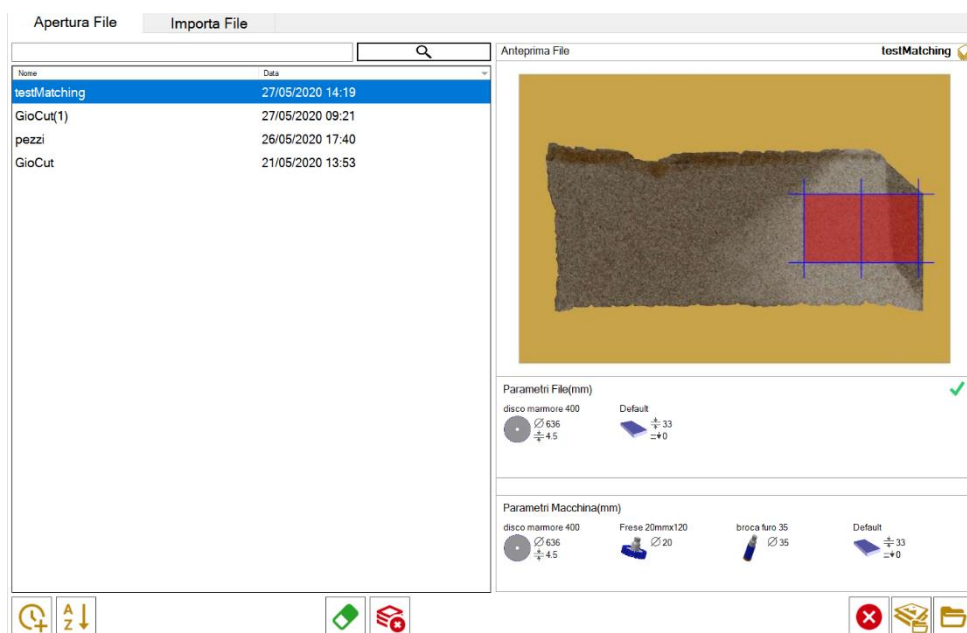 Apertura File Importa File
Anteprima File testMatching
Nome Data
testMatching 27/05/2020 14:19
GioCut(1) 27/05/2020 09:21
pezzi 26/05/2020 17:40
GioCut 21/05/2020 13:53
Parametri File(mm)
disco marmore 400 Default
∅ 636 33
4.5 0
Parametri Macchina(mm)
disco marmore 400 Frese 20mmx120 broca furo 35 Default
∅ 636 ∅ 20 ∅ 35 33
4.5 0
A
Z